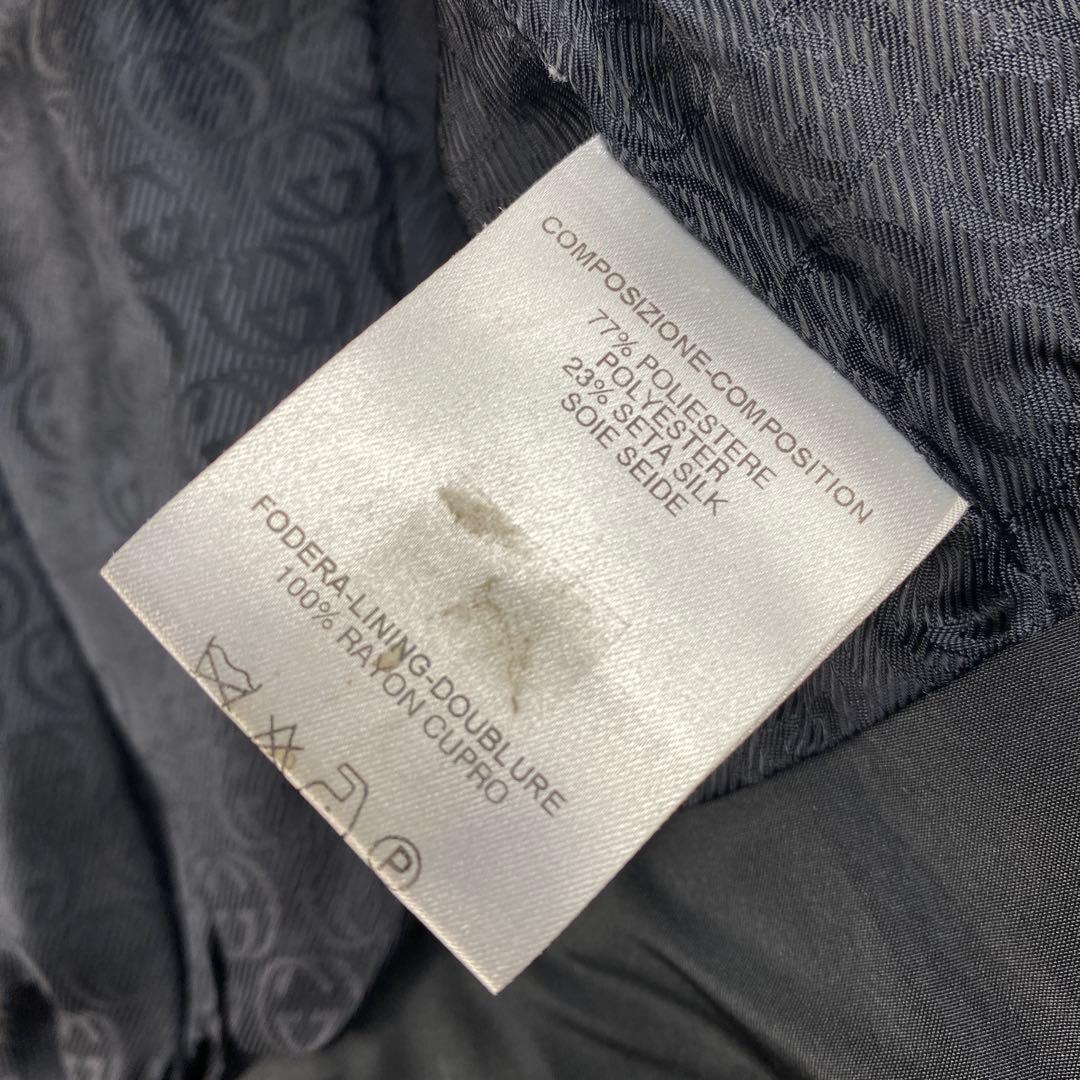 COMPOSIZIONE-COMPOSITION
77% POLIESTERE
POLYESTER
23% SETA SILK
SOIE SEIDE
FODERA-LINING-DOUBLURE
100% RAYON CUPRO
P